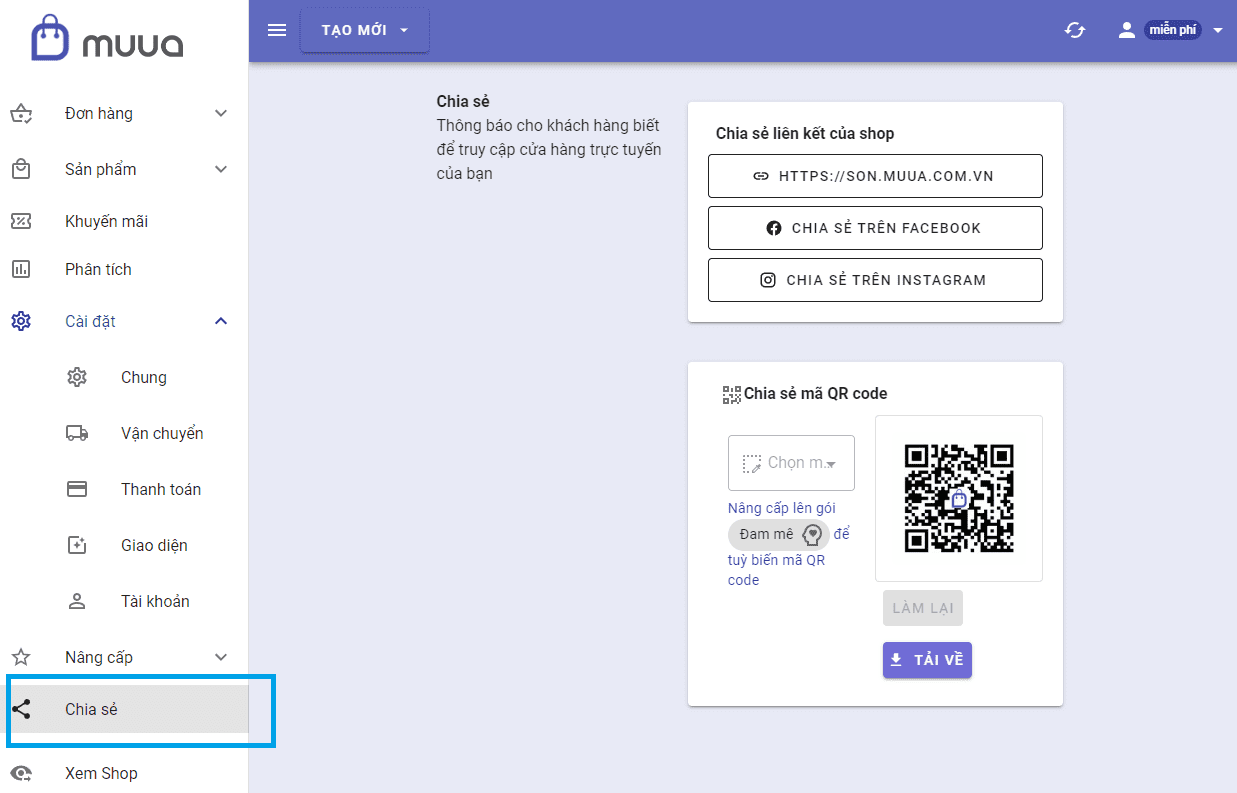 muua
TẠO MỚI
miễn phí
Đơn hàng
Sản phẩm
Khuyến mãi
Phân tích
Cài đặt
Chung
Vận chuyển
Thanh toán
Giao diện
Tài khoản
Nâng cấp
Chia sẻ
Xem Shop
Chia sẻ
Thông báo cho khách hàng biết
để truy cập cửa hàng trực tuyến
của bạn
Chia sẻ liên kết của shop
HTTPS://SON.MUUA.COM.VN
CHIA SẺ TRÊN FACEBOOK
CHIA SẺ TRÊN INSTAGRAM
Chia sẻ mã QR code
Chọn m...
Nâng cấp lên gói
Đam mê để
tuỳ biến mã QR
code
LÀM LẠI
TẢI VỀ